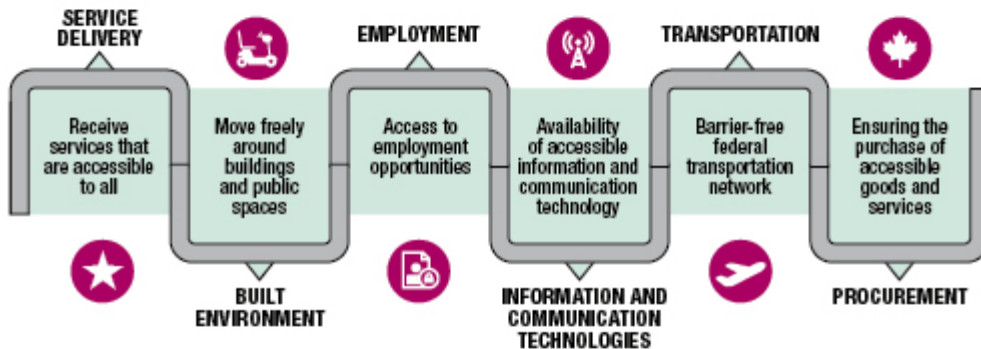 SERVICE
DELIVERY
Receive
services that
are accessible
to all
Move freely
around
buildings
and public
spaces
BUILT
ENVIRONMENT
EMPLOYMENT
Access to
employment
opportunities
Availability
of accessible
information and
communication
technology
INFORMATION AND
COMMUNICATION
TECHNOLOGIES
TRANSPORTATION
Barrier-free
federal
transportation
network
Ensuring the
purchase of
accessible
goods and
services
PROCUREMENT